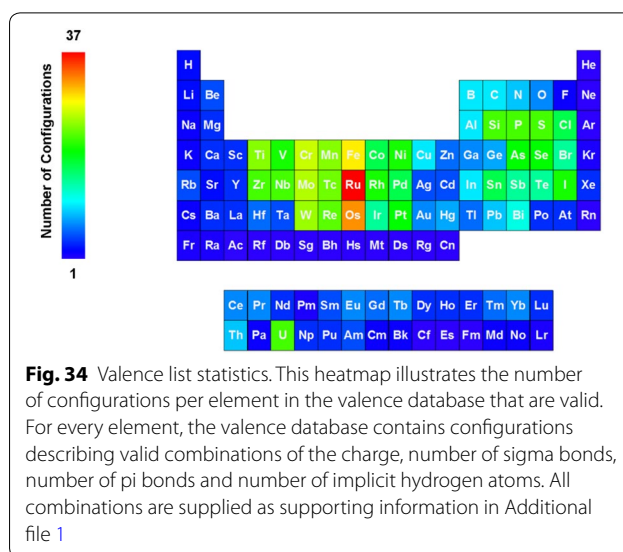 37
Number of Configurations
1
H He
Li Be B C N O F Ne
Na Mg Al Si P S Cl Ar
K Ca Sc Ti V Cr Mn Fe Co Ni Cu Zn Ga Ge As Se Br Kr
Rb Sr Y Zr Nb Mo Tc Ru Rh Pd Ag Cd In Sn Sb Te I Xe
Cs Ba La Hf Ta W Re Os Ir Pt Au Hg Tl Pb Bi Po At Rn
Fr Ra Ac Rf Db Sg Bh Hs Mt Ds Rg Cn
Ce Pr Nd Pm Sm Eu Gd Tb Dy Ho Er Tm Yb Lu
Th Pa U Np Pu Am Cm Bk Cf Es Fm Md No Lr
Fig. 34 Valence list statistics. This heatmap illustrates the number
of configurations per element in the valence database that are valid.
For every element, the valence database contains configurations
describing valid combinations of the charge, number of sigma bonds,
number of pi bonds and number of implicit hydrogen atoms. All
combinations are supplied as supporting information in Additional
file 1